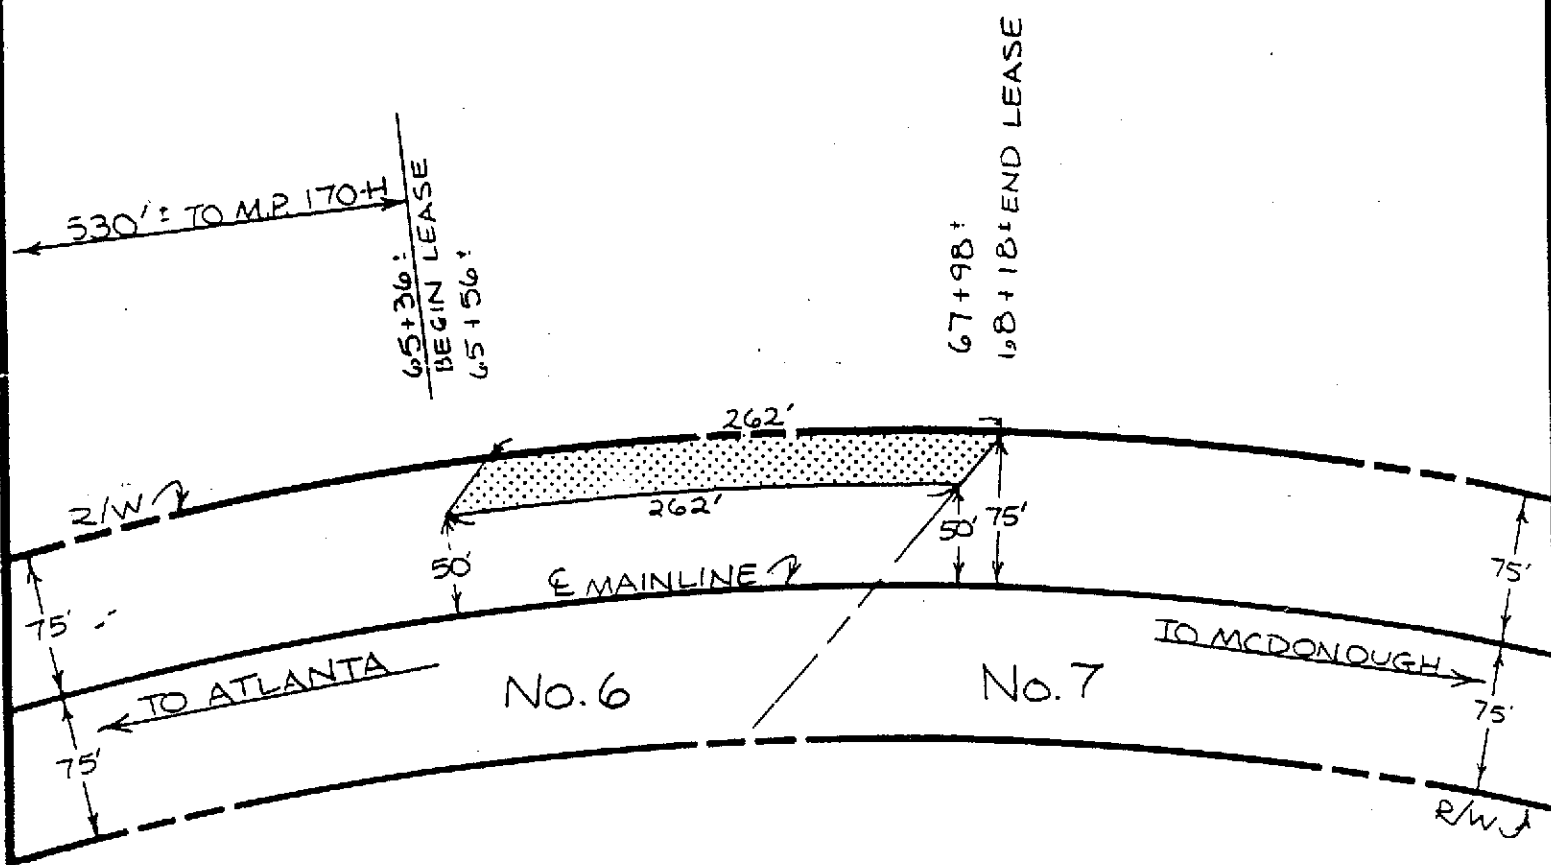 530'± TO M.P. 170-H
65+36±
BEGIN LEASE
65+56±
67+98±
68+18± END LEASE
262'
R/W
262'
50'
50'
75'
75'
℄ MAINLINE
75'
TO MCDONOUGH
TO ATLANTA
No. 6
No. 7
75'
75'
R/W